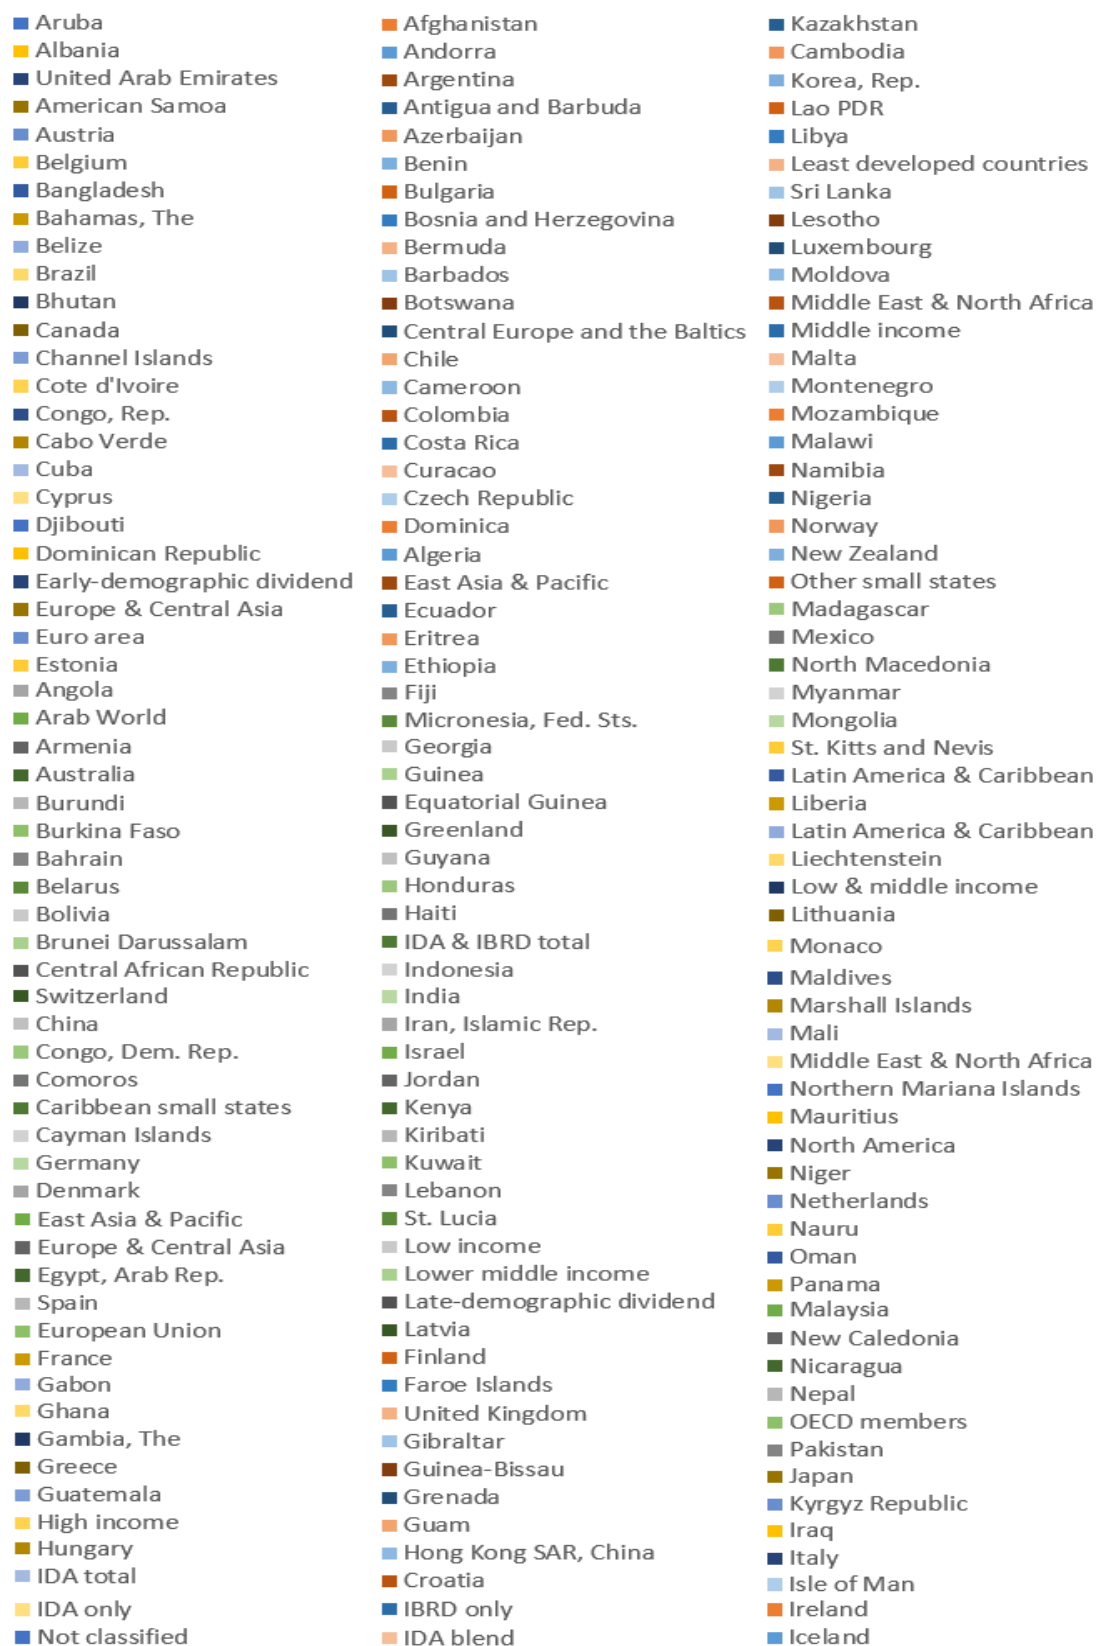 Aruba
Albania
United Arab Emirates
American Samoa
Austria
Belgium
Bangladesh
Bahamas, The
Belize
Brazil
Bhutan
Canada
Channel Islands
Cote d'Ivoire
Congo, Rep.
Cabo Verde
Cuba
Cyprus
Djibouti
Dominican Republic
Early-demographic dividend
Europe & Central Asia
Euro area
Estonia
Angola
Arab World
Armenia
Australia
Burundi
Burkina Faso
Bahrain
Belarus
Bolivia
Brunei Darussalam
Central African Republic
Switzerland
China
Congo, Dem. Rep.
Comoros
Caribbean small states
Cayman Islands
Germany
Denmark
East Asia & Pacific
Europe & Central Asia
Egypt, Arab Rep.
Spain
European Union
France
Gabon
Ghana
Gambia, The
Greece
Guatemala
High income
Hungary
IDA total
IDA only
Not classified
Afghanistan
Andorra
Argentina
Antigua and Barbuda
Azerbaijan
Benin
Bulgaria
Bosnia and Herzegovina
Bermuda
Barbados
Botswana
Central Europe and the Baltics
Chile
Cameroon
Colombia
Costa Rica
Curacao
Czech Republic
Dominica
Algeria
East Asia & Pacific
Ecuador
Eritrea
Ethiopia
Fiji
Micronesia, Fed. Sts.
Georgia
Guinea
Equatorial Guinea
Greenland
Guyana
Honduras
Haiti
IDA & IBRD total
Indonesia
India
Iran, Islamic Rep.
Israel
Jordan
Kenya
Kiribati
Kuwait
Lebanon
St. Lucia
Low income
Lower middle income
Late-demographic dividend
Latvia
Finland
Faroe Islands
United Kingdom
Gibraltar
Guinea-Bissau
Grenada
Guam
Hong Kong SAR, China
Croatia
IBRD only
IDA blend
Kazakhstan
Cambodia
Korea, Rep.
Lao PDR
Libya
Least developed countries
Sri Lanka
Lesotho
Luxembourg
Moldova
Middle East & North Africa
Middle income
Malta
Montenegro
Mozambique
Malawi
Namibia
Nigeria
Norway
New Zealand
Other small states
Madagascar
Mexico
North Macedonia
Myanmar
Mongolia
St. Kitts and Nevis
Latin America & Caribbean
Liberia
Latin America & Caribbean
Liechtenstein
Low & middle income
Lithuania
Monaco
Maldives
Marshall Islands
Mali
Middle East & North Africa
Northern Mariana Islands
Mauritius
North America
Niger
Netherlands
Nauru
Oman
Panama
Malaysia
New Caledonia
Nicaragua
Nepal
OECD members
Pakistan
Japan
Kyrgyz Republic
Iraq
Italy
Isle of Man
Ireland
Iceland